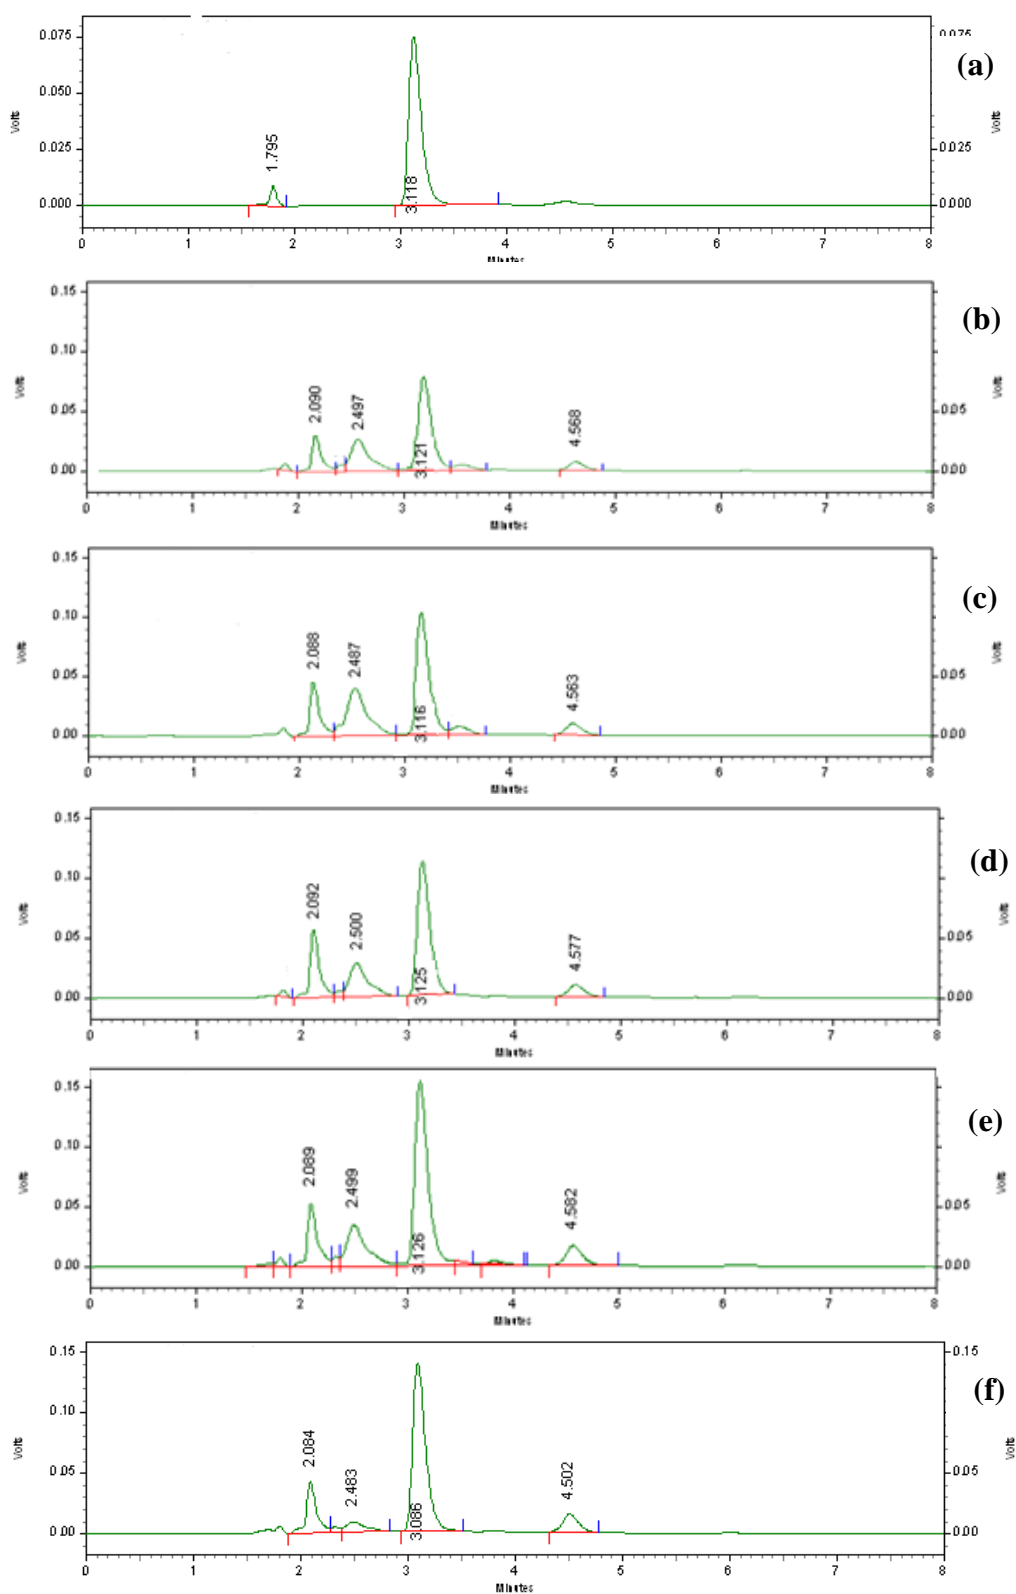 0.075
0.075
(a)
0.050
Volts
Volts
1.795
0.025
0.025
3.118
0.000
0.000
0 1 2 3 4 5 6 7 8
Minutes
0.15
(b)
0.10
Volts
Volts
2.090
2.497
4.568
0.05
0.05
3.121
0.00
0.00
0 1 2 3 4 5 6 7 8
Minutes
0.15
(c)
0.10
Volts
Volts
2.088
2.487
4.563
0.05
0.05
3.116
0.00
0.00
0 1 2 3 4 5 6 7 8
Minutes
0.15
(d)
0.10
Volts
Volts
2.092
2.500
4.577
0.05
0.05
3.125
0.00
0.00
0 1 2 3 4 5 6 7 8
Minutes
0.15
(e)
0.10
Volts
Volts
2.089
2.499
4.582
0.05
0.05
3.126
0.00
0.00
0 1 2 3 4 5 6 7 8
Minutes
0.15
0.15
(f)
0.10
Volts
Volts
2.084
2.483
4.502
0.05
0.05
3.086
0.00
0.00
0 1 2 3 4 5 6 7 8
Minutes